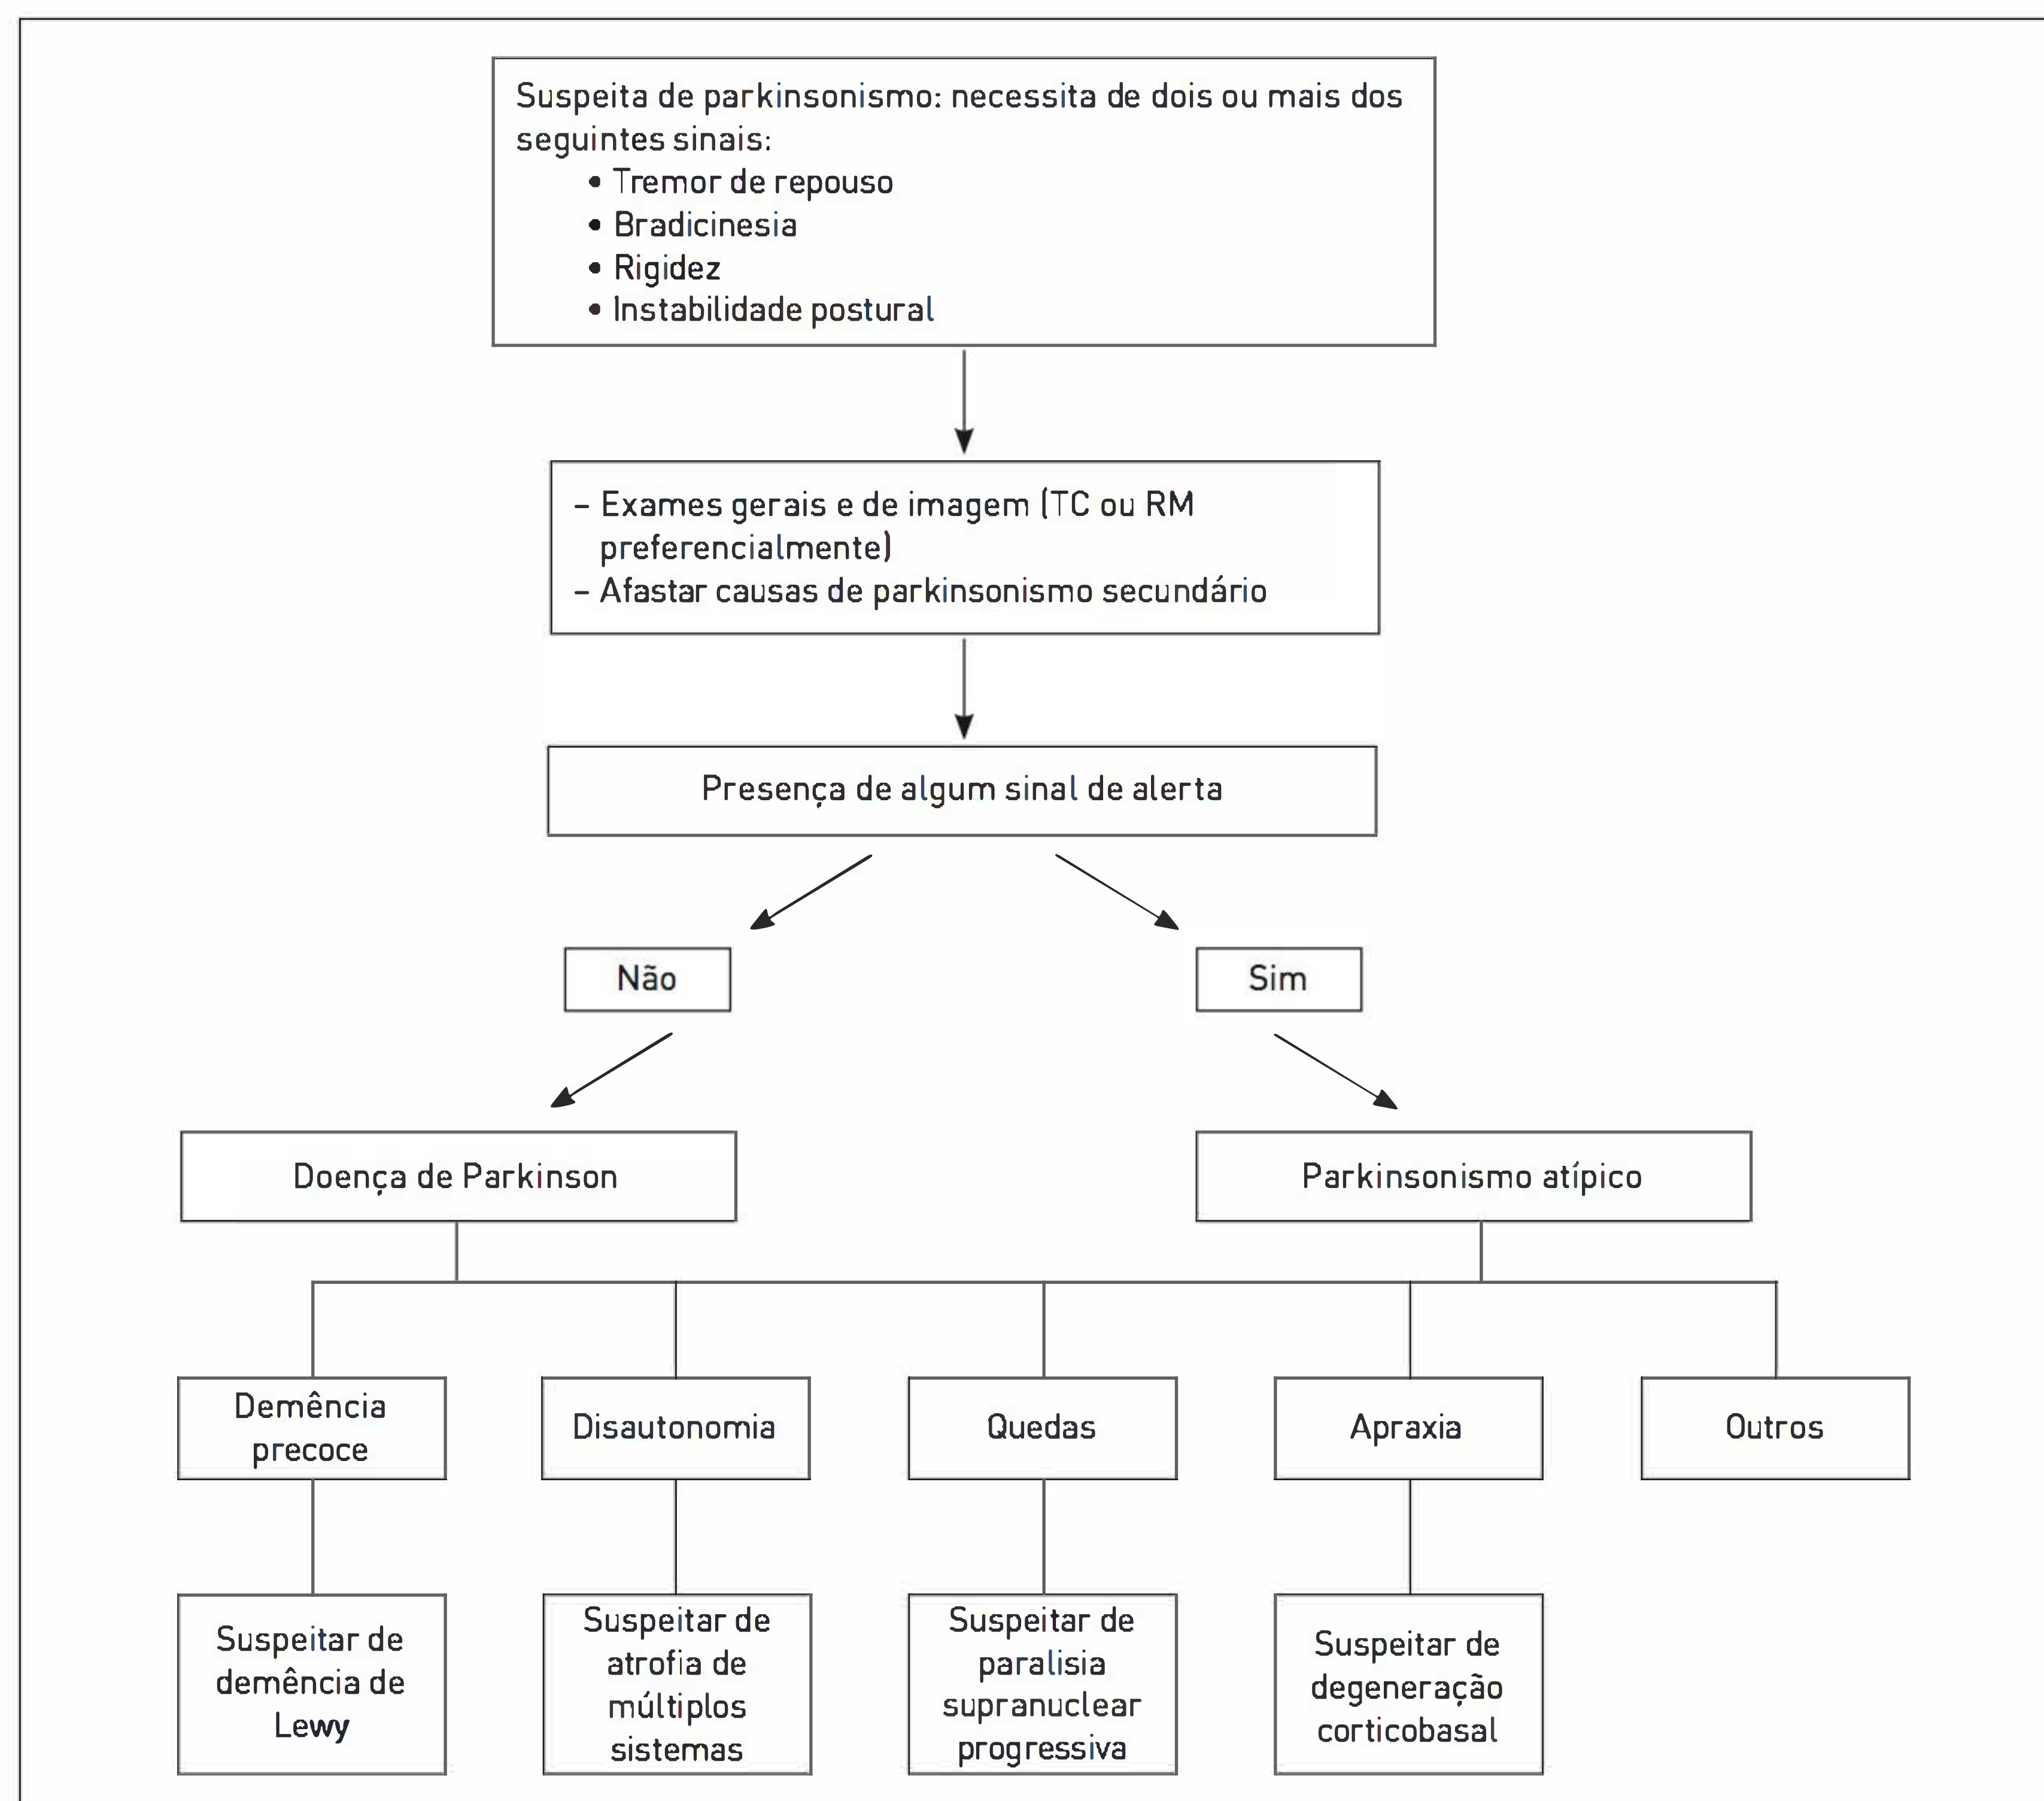 Suspeita de parkinsonismo: necessita de dois ou mais dos
seguintes sinais:
• Tremor de repouso
• Bradicinesia
• Rigidez
• Instabilidade postural
– Exames gerais e de imagem (TC ou RM
preferencialmente)
– Afastar causas de parkinsonismo secundário
Presença de algum sinal de alerta
Não
Sim
Doença de Parkinson
Parkinsonismo atípico
Demência
precoce
Disautonomia
Quedas
Apraxia
Outros
Suspeitar de
demência de
Lewy
Suspeitar de
atrofia de
múltiplos
sistemas
Suspeitar de
paralisia
supranuclear
progressiva
Suspeitar de
degeneração
corticobasal